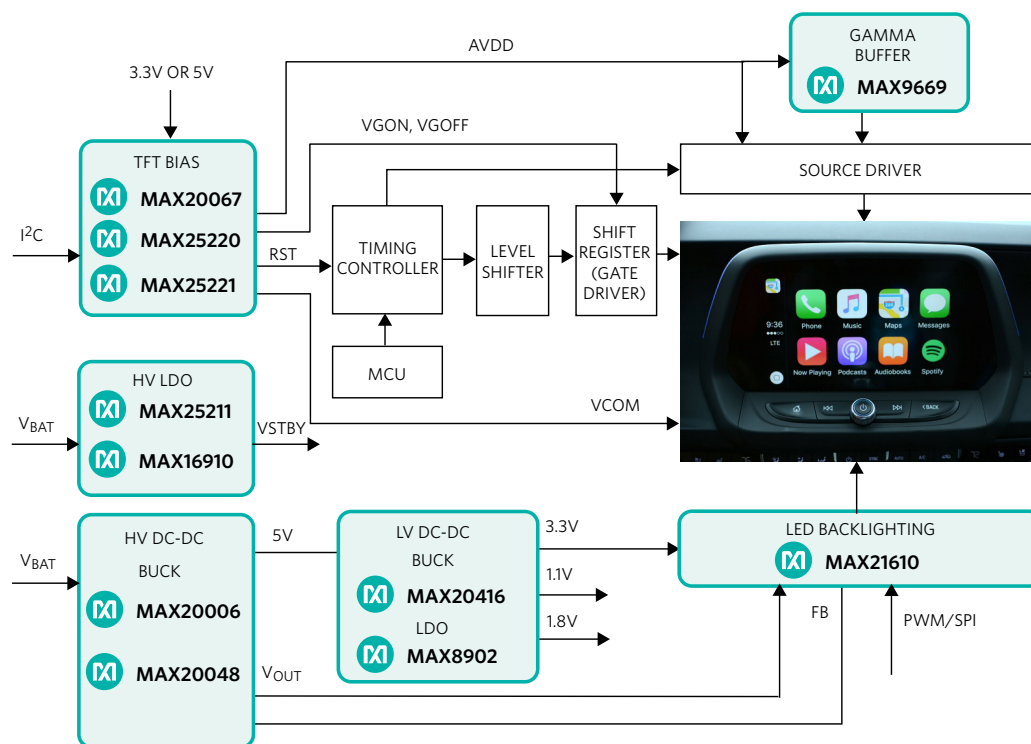 AVDD
GAMMA
BUFFER
MAX9669
3.3V OR 5V
VGON, VGOFF
TFT BIAS
MAX20067
MAX25220
MAX25221
I²C
RST
SOURCE DRIVER
TIMING
CONTROLLER
LEVEL
SHIFTER
SHIFT
REGISTER
(GATE
DRIVER)
MCU
9:36
LTE
Phone
Music
Maps
Messages
Now Playing
Podcasts
Audiobooks
Spotify
BACK
VCOM
HV LDO
MAX25211
MAX16910
VBAT
VSTBY
HV DC-DC
BUCK
MAX20006
MAX20048
VBAT
5V
LV DC-DC
BUCK
MAX20416
LDO
MAX8902
3.3V
1.1V
1.8V
LED BACKLIGHTING
MAX21610
VOUT
FB
PWM/SPI